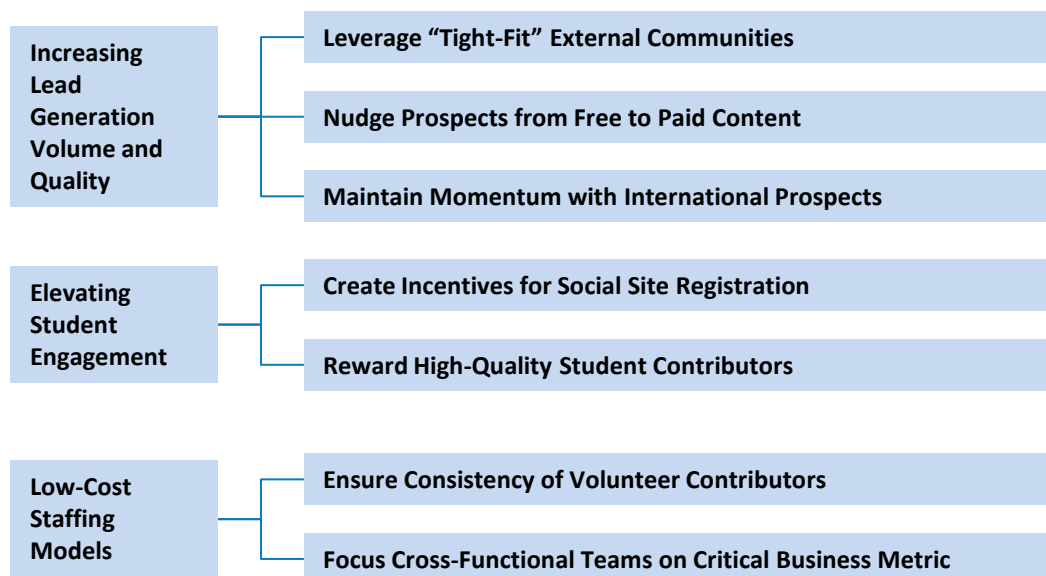 Increasing
Lead
Generation
Volume and
Quality
Leverage “Tight-Fit” External Communities
Nudge Prospects from Free to Paid Content
Maintain Momentum with International Prospects
Elevating
Student
Engagement
Create Incentives for Social Site Registration
Reward High-Quality Student Contributors
Low-Cost
Staffing
Models
Ensure Consistency of Volunteer Contributors
Focus Cross-Functional Teams on Critical Business Metric